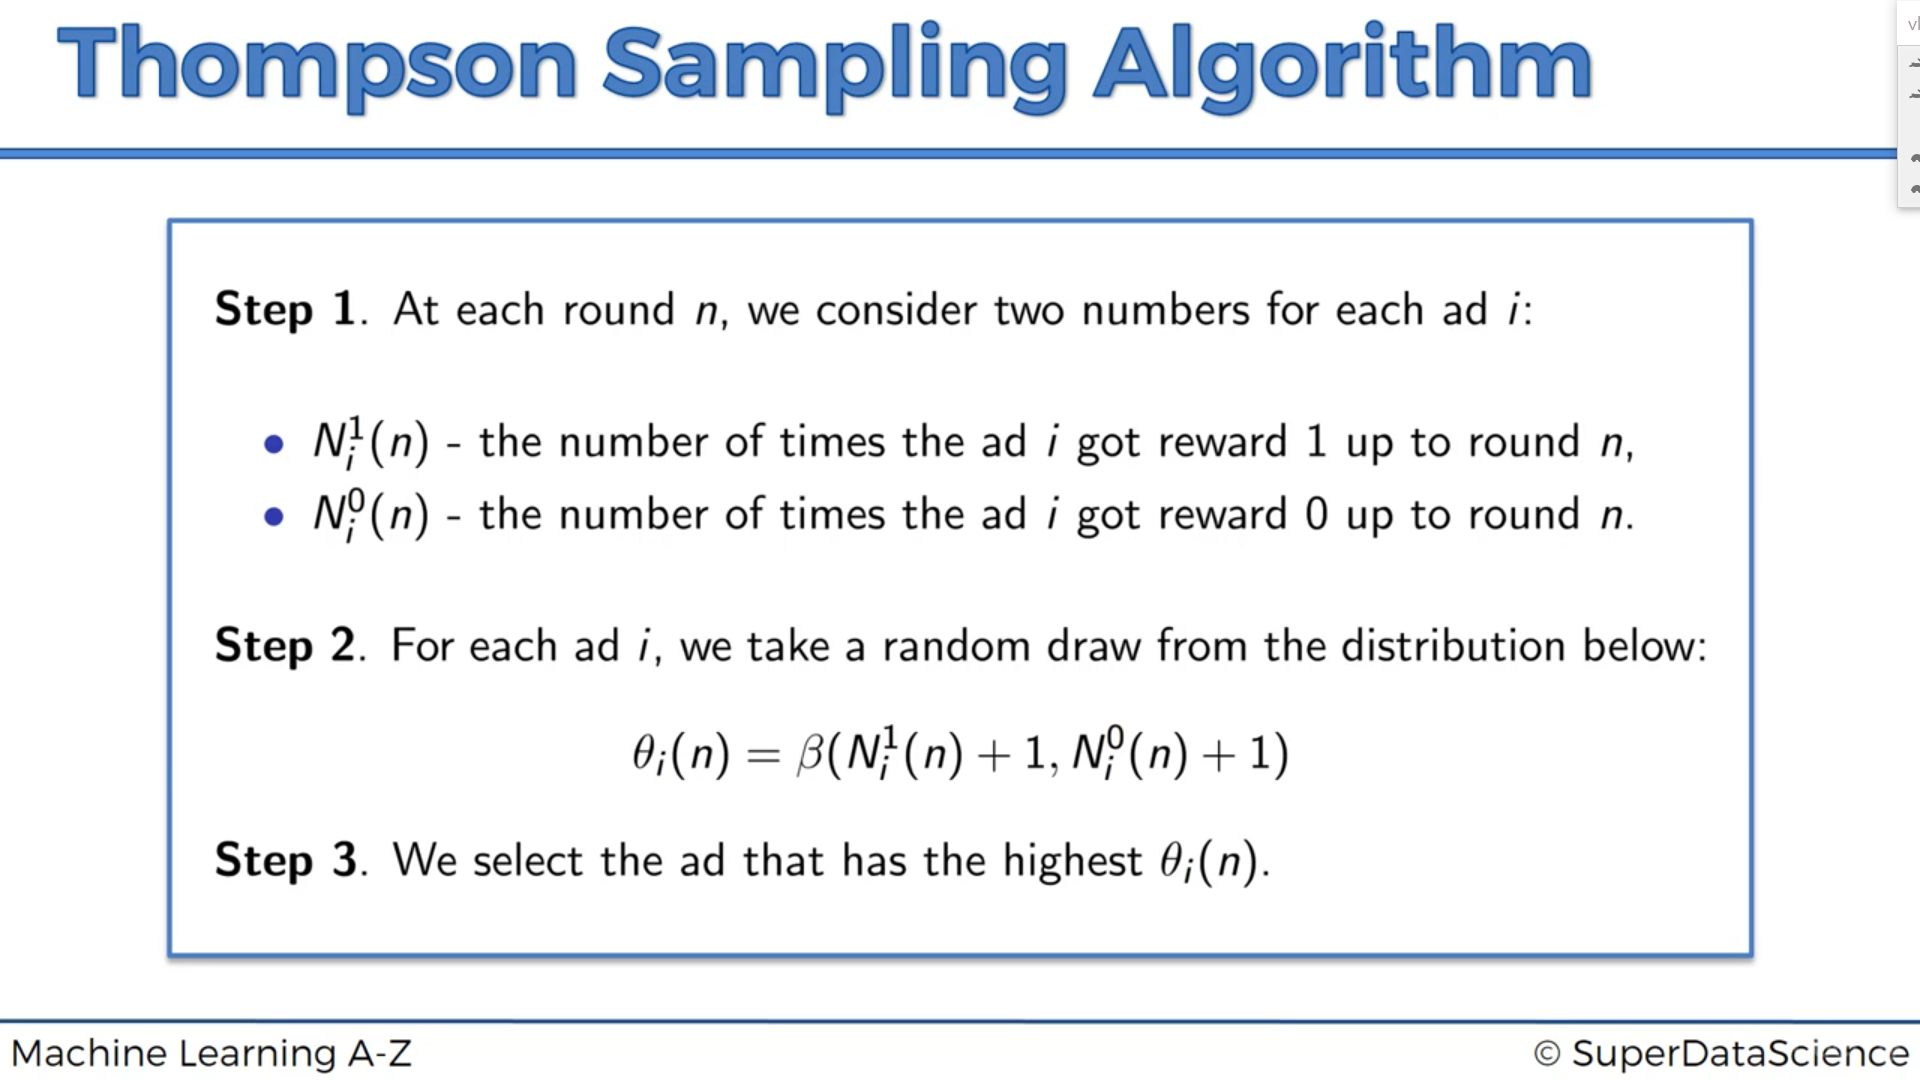 Thompson Sampling Algorithm
Step 1. At each round n, we consider two numbers for each ad i:
• N_i^1(n) - the number of times the ad i got reward 1 up to round n,
• N_i^0(n) - the number of times the ad i got reward 0 up to round n.
Step 2. For each ad i, we take a random draw from the distribution below:
θ_i(n) = β(N_i^1(n) + 1, N_i^0(n) + 1)
Step 3. We select the ad that has the highest θ_i(n).
Machine Learning A-Z
© SuperDataScience